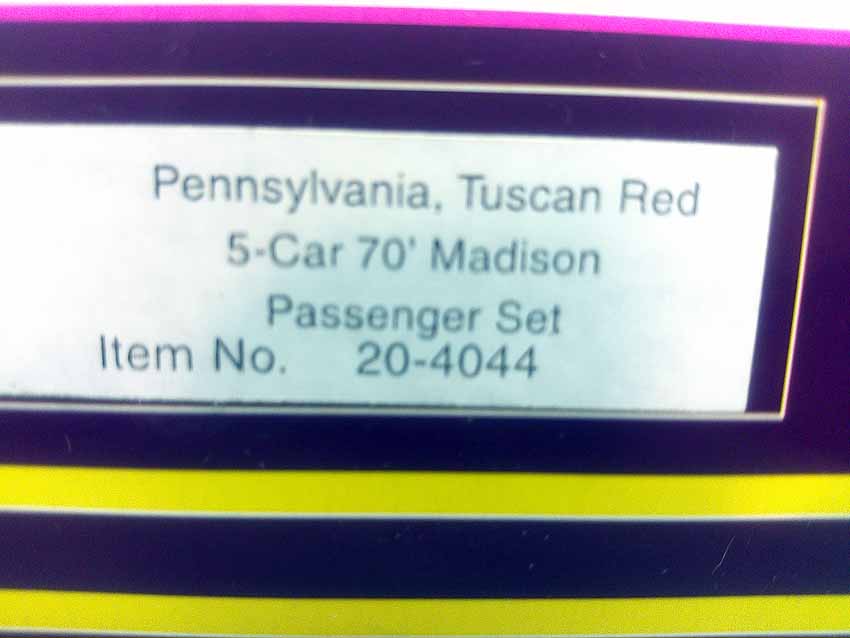 Pennsylvania, Tuscan Red
5-Car 70' Madison
Passenger Set
Item No. 20-4044